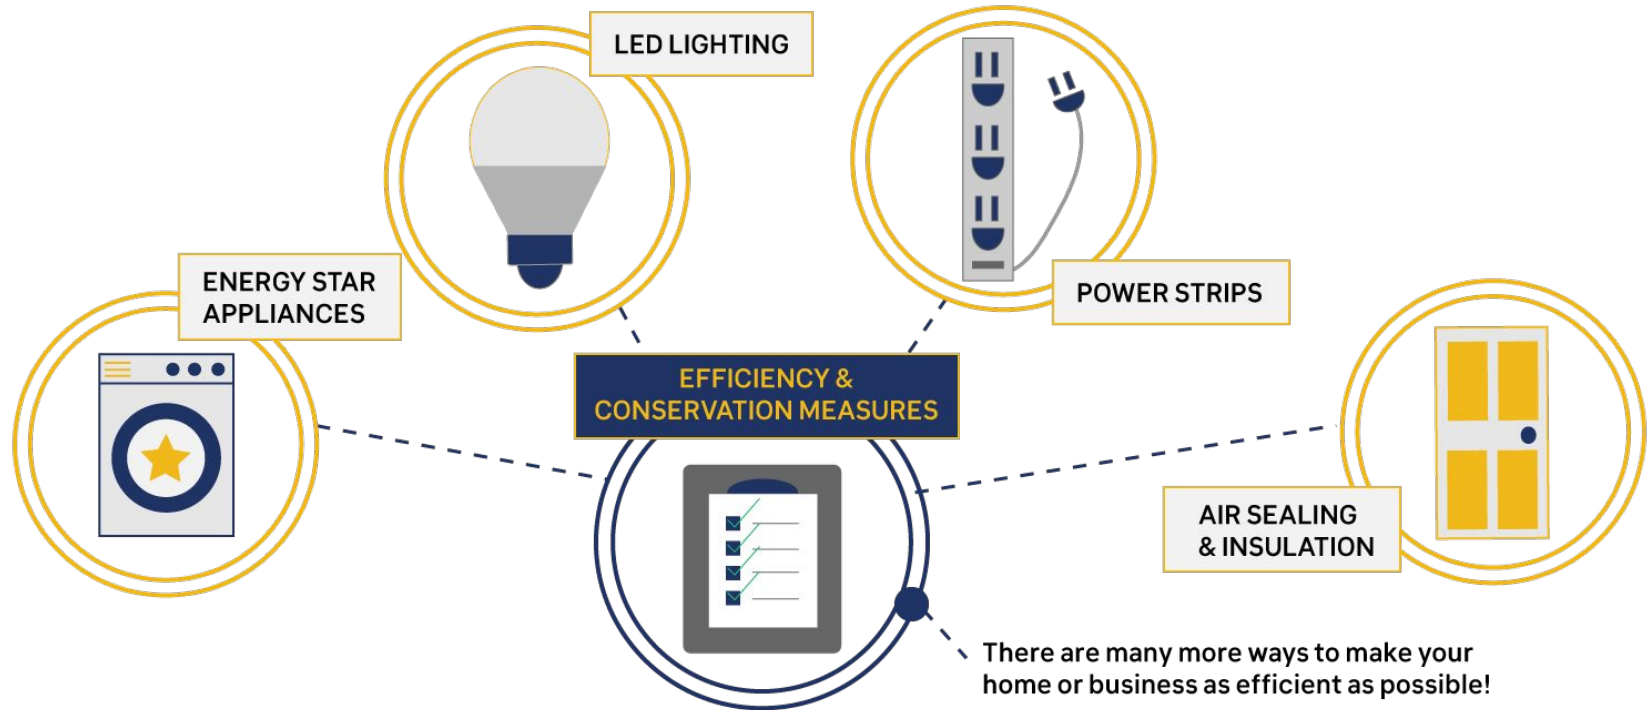 LED LIGHTING
ENERGY STAR
APPLIANCES
POWER STRIPS
EFFICIENCY &
CONSERVATION MEASURES
AIR SEALING
& INSULATION
There are many more ways to make your
home or business as efficient as possible!